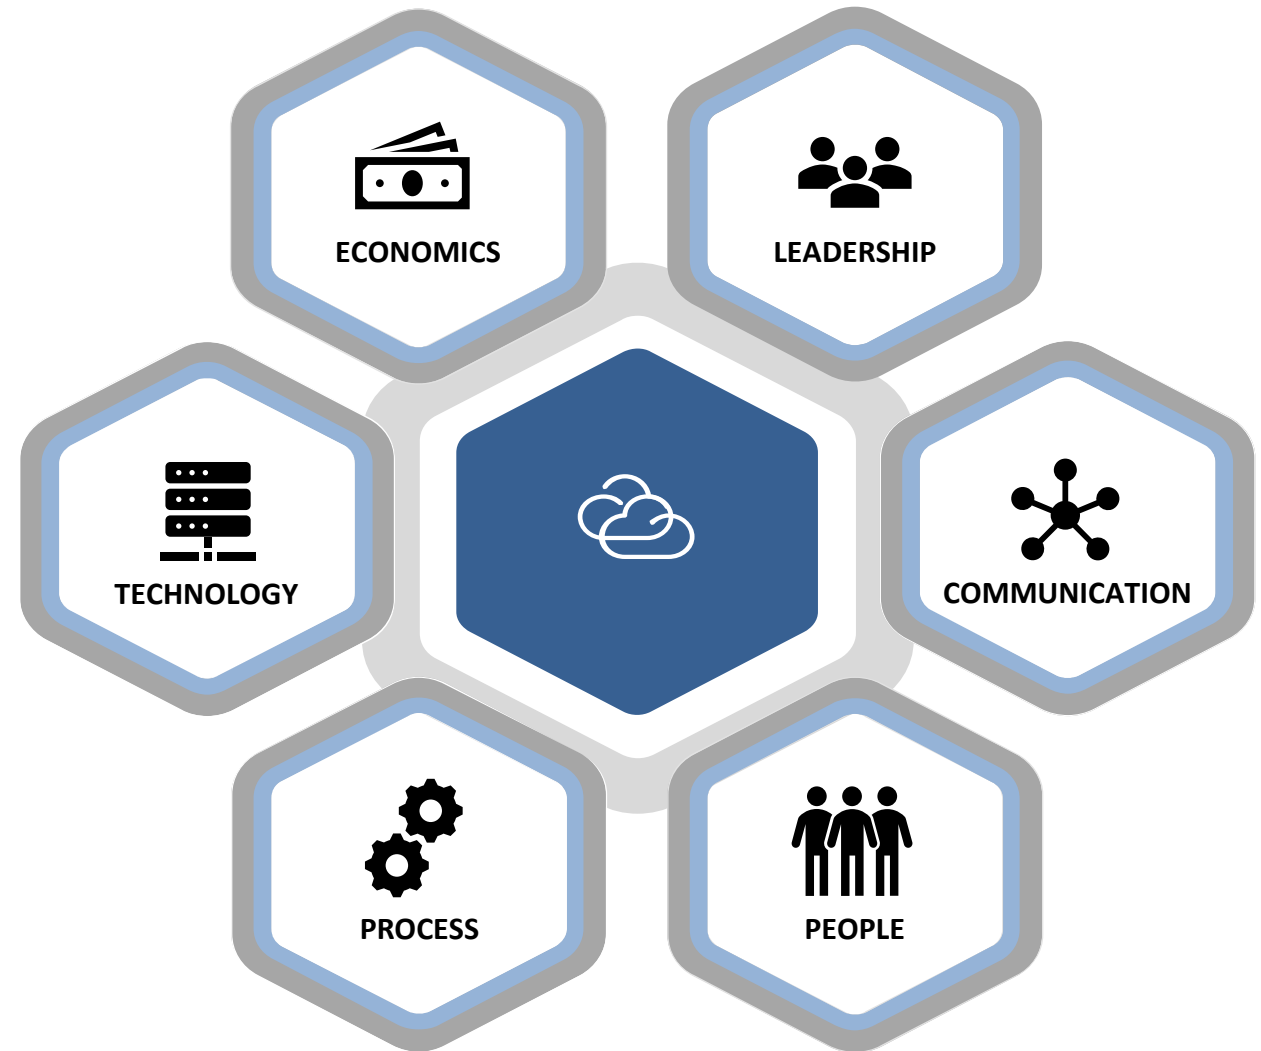 ECONOMICS
LEADERSHIP
TECHNOLOGY
COMMUNICATION
PROCESS
PEOPLE